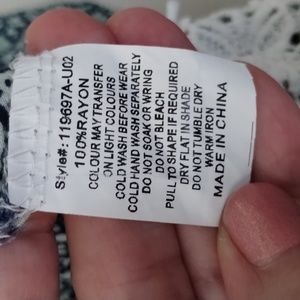 Style#: 119697A-U02
100%RAYON
COLOUR MAY TRANSFER
ON LIGHT COLOURS
COLD WASH BEFORE WEAR
COLD HAND WASH SEPARATELY
DO NOT SOAK OR WRING
DO NOT BLEACH
PULL TO SHAPE IF REQUIRED
DRY FLAT IN SHADE
DO NOT TUMBLE DRY
WARM IRON
MADE IN CHINA